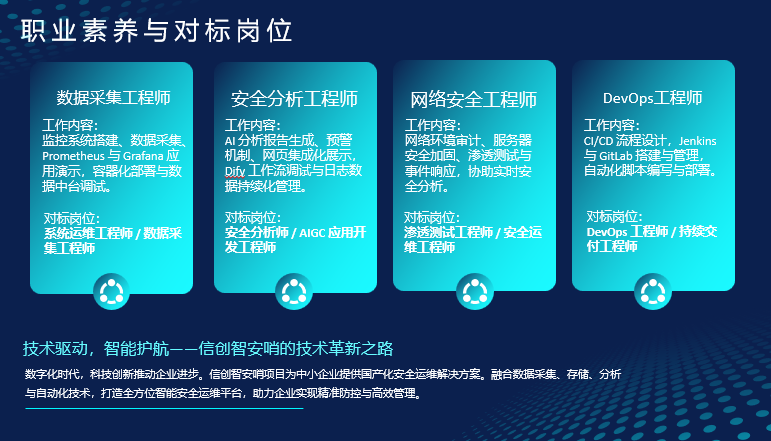 职业素养与对标岗位
数据采集工程师
工作内容：
监控系统搭建、数据采集、
Prometheus 与 Grafana 应
用演示，容器化部署与数
据中台调试。
对标岗位：
系统运维工程师 / 数据采
集工程师
安全分析工程师
工作内容：
AI 分析报告生成、预警
机制、网页集成化展示，
Dify 工作流调试与日志数
据持久化管理。
对标岗位：
安全分析师 / AIGC 应用开
发工程师
网络安全工程师
工作内容：
网络环境审计、服务器
安全加固、渗透测试与
事件响应，协助实时安
全分析。
对标岗位：
渗透测试工程师 / 安全运
维工程师
DevOps工程师
工作内容：
CI/CD 流程设计，Jenkins
与 GitLab 搭建与管理，
自动化脚本编写与部署。
对标岗位：
DevOps 工程师 / 持续交
付工程师
技术驱动，智能护航——信创智安哨的技术革新之路
数字化时代，科技创新推动企业进步。信创智安哨项目为中小企业提供国产化安全运维解决方案。融合数据采集、存储、分析
与自动化技术，打造全方位智能安全运维平台，助力企业实现精准防控与高效管理。